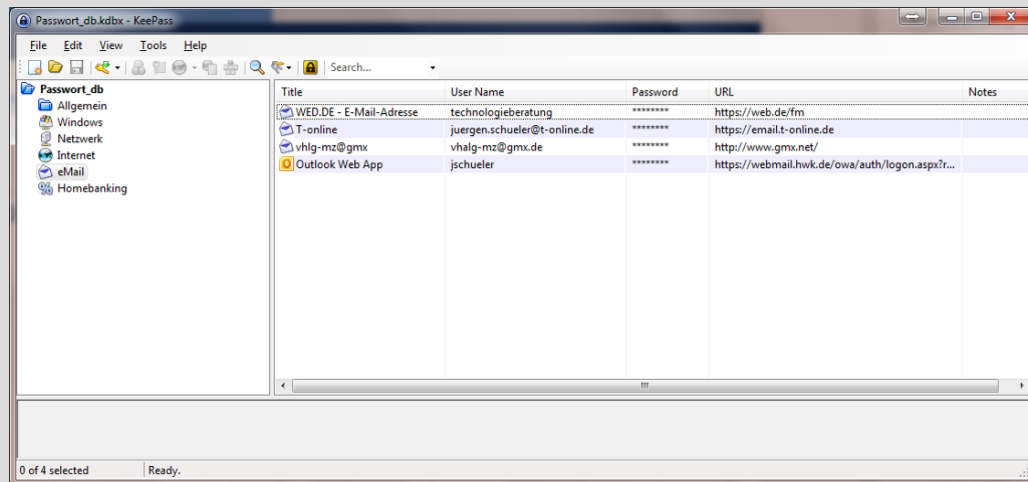 Passwort_db.kdbx - KeePass
File Edit View Tools Help
Search...
Passwort_db
Allgemein
Windows
Netzwerk
Internet
eMail
Homebanking
Title User Name Password URL Notes
WED.DE - E-Mail-Adresse technologieberatung ******** https://web.de/fm
T-online juergen.schueler@t-online.de ******** https://email.t-online.de
vhlg-mz@gmx vhalg-mz@gmx.de ******** http://www.gmx.net/
Outlook Web App jschueler ******** https://webmail.hwk.de/owa/auth/logon.aspx?r...
0 of 4 selected Ready.